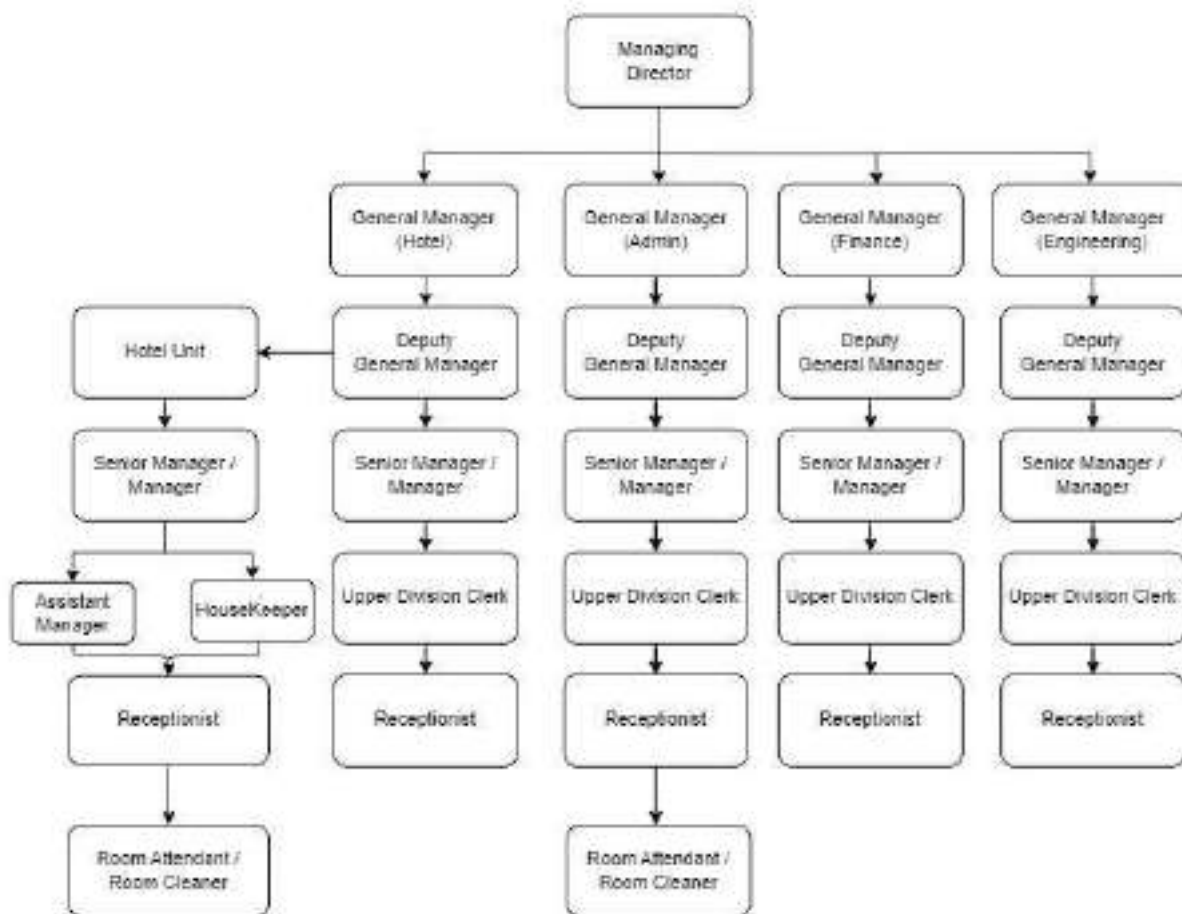 Managing
Director
General Manager
(Hotel)
General Manager
(Admin)
General Manager
(Finance)
General Manager
(Engineering)
Hotel Unit
Deputy
General Manager
Deputy
General Manager
Deputy
General Manager
Deputy
General Manager
Senior Manager /
Manager
Senior Manager /
Manager
Senior Manager /
Manager
Senior Manager /
Manager
Senior Manager /
Manager
Assistant
Manager
HouseKeeper
Upper Division Clerk
Upper Division Clerk
Upper Division Clerk
Upper Division Clerk
Receptionist
Receptionist
Receptionist
Receptionist
Receptionist
Room Attendant /
Room Cleaner
Room Attendant /
Room Cleaner